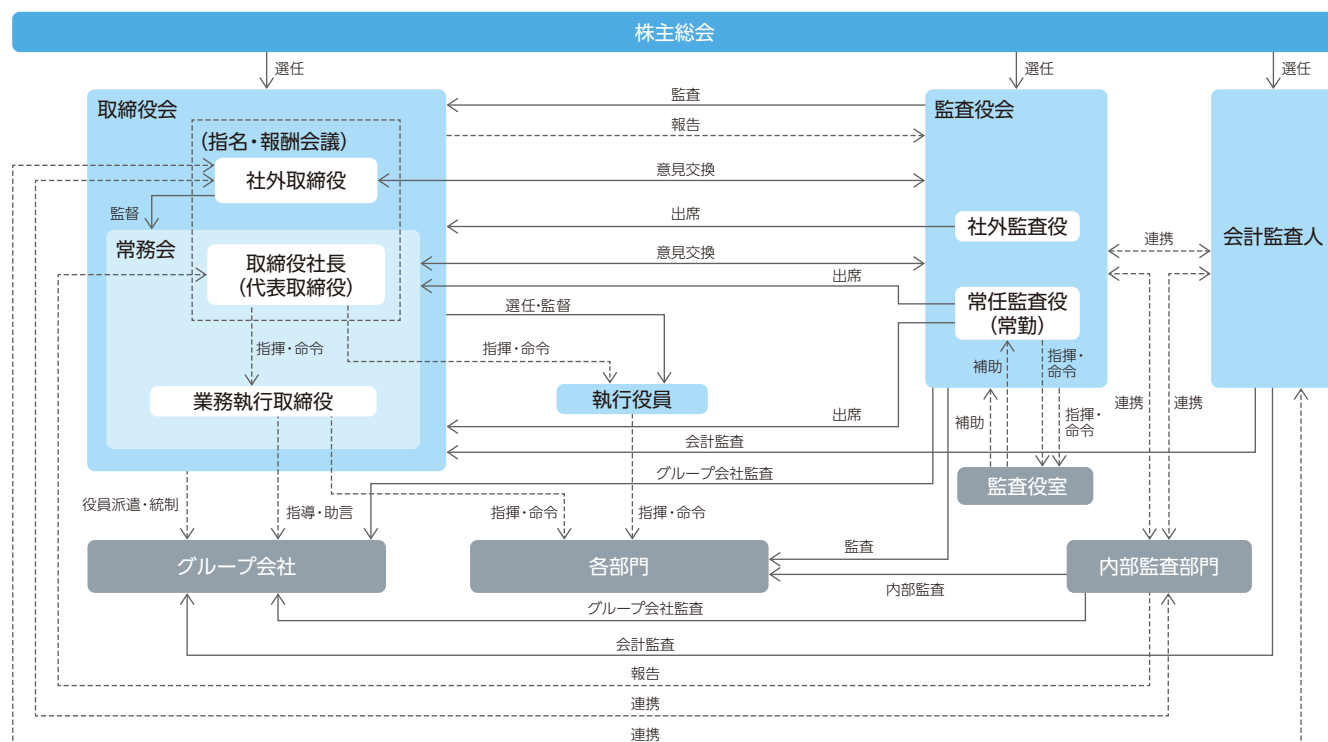 株主総会
選任
選任
選任
取締役会
監査
監査役会
報告
(指名・報酬会議)
社外取締役
意見交換
監督
出席
社外監査役
会計監査人
常務会
取締役社長
(代表取締役)
意見交換
連携
出席
常任監査役
(常勤)
選任・監督
指揮・命令
指揮・命令
補助
指揮・
命令
業務執行取締役
執行役員
出席
補助
指揮・
命令
連携
連携
会計監査
グループ会社監査
監査役室
役員派遣・統制
指導・助言
指揮・命令
指揮・命令
監査
グループ会社
各部門
内部監査部門
内部監査
グループ会社監査
会計監査
報告
連携
連携